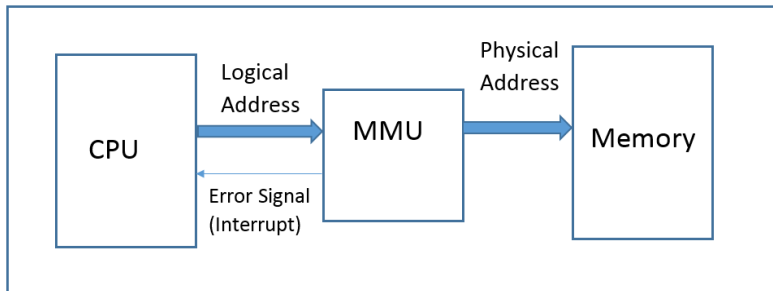 CPU
Logical
Address
Error Signal
(Interrupt)
MMU
Physical
Address
Memory